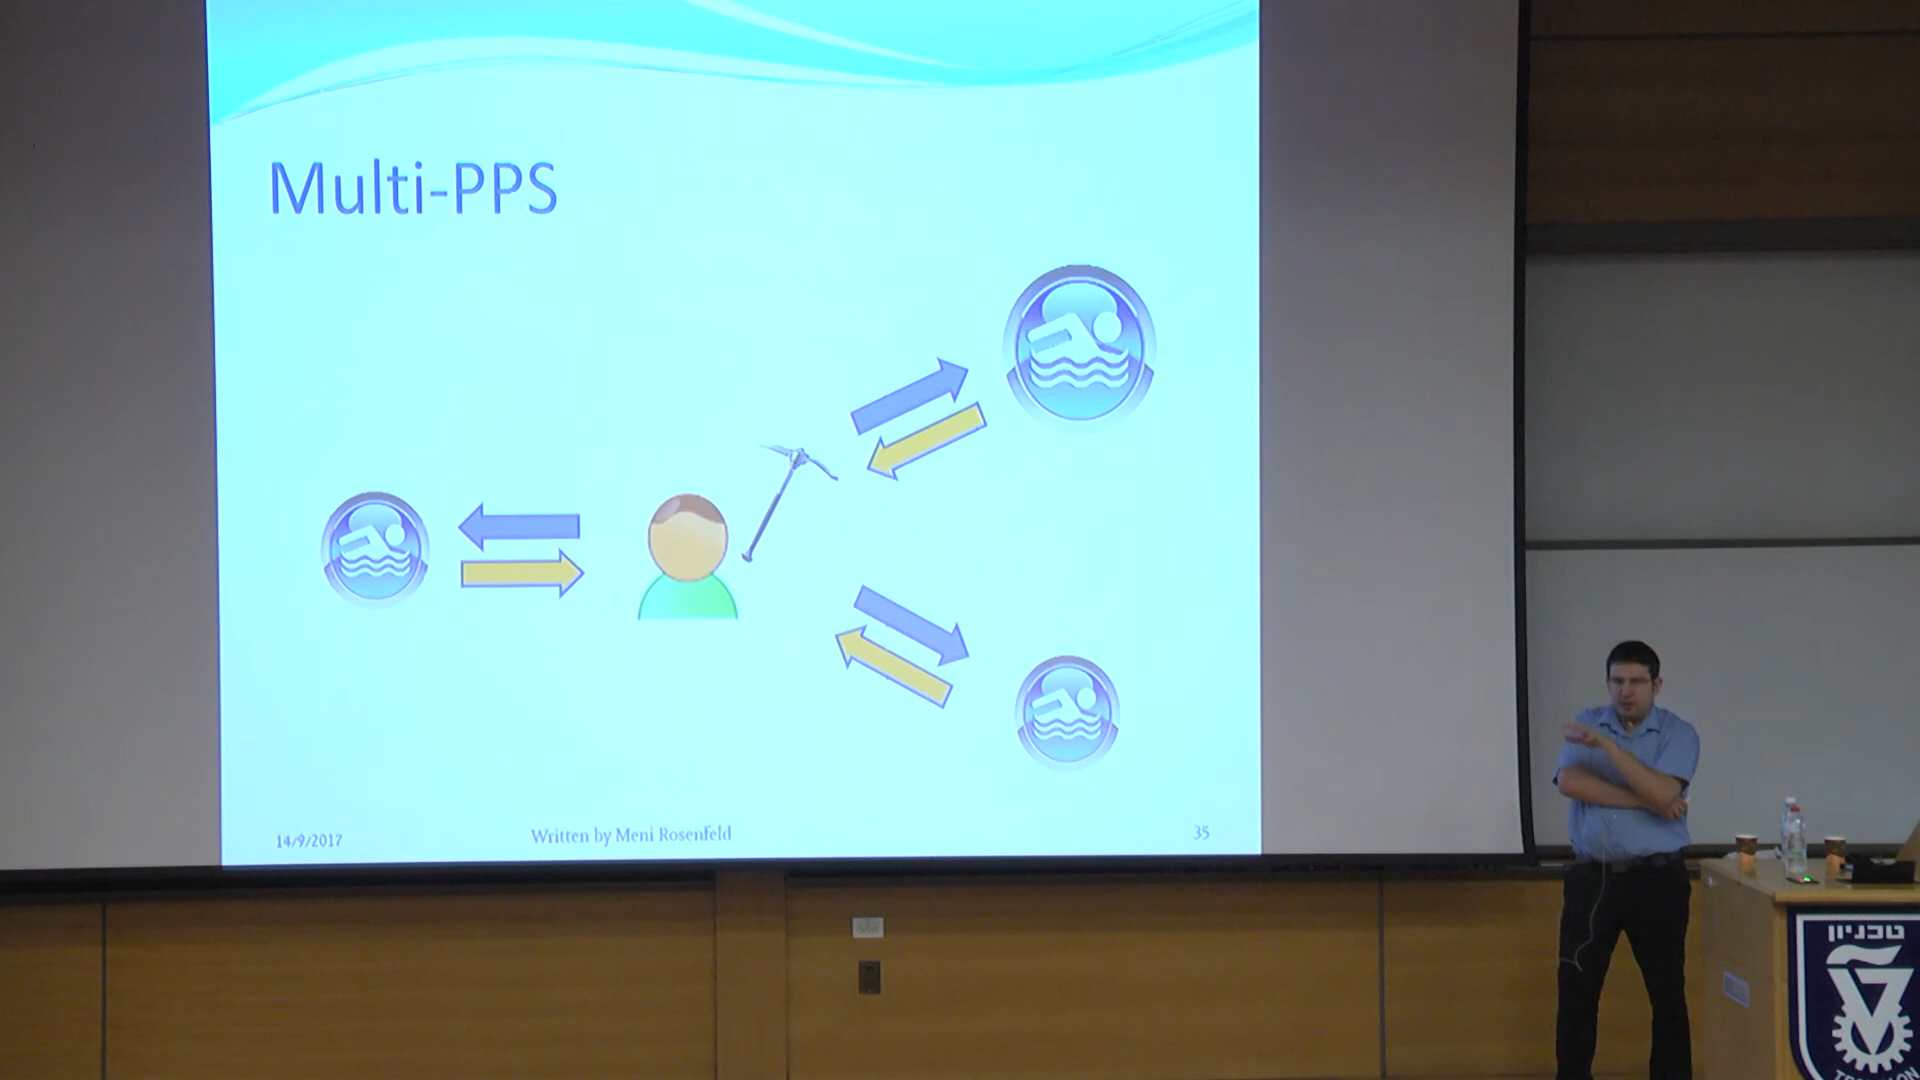 Multi-PPS
14/9/2017
Written by Meni Rosenfeld
35
טכניון